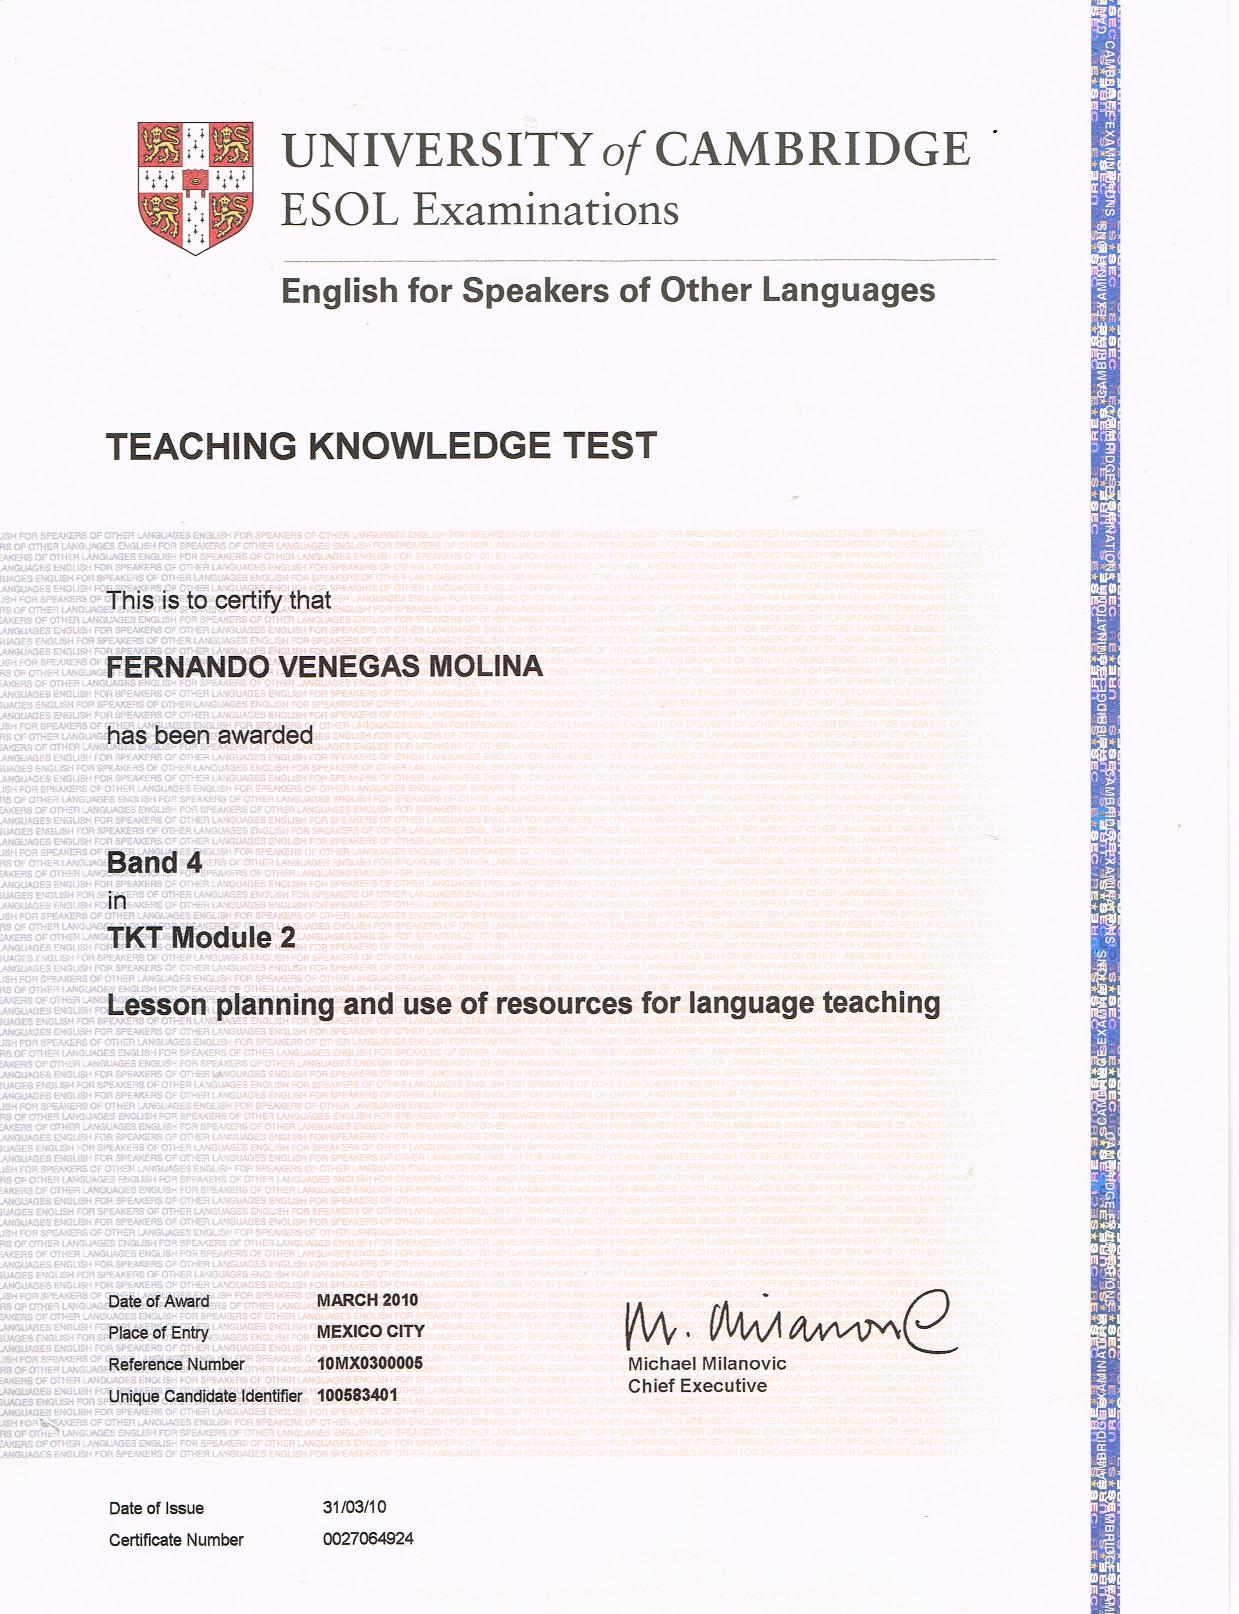 UNIVERSITY of CAMBRIDGE
ESOL Examinations
English for Speakers of Other Languages
TEACHING KNOWLEDGE TEST
This is to certify that
FERNANDO VENEGAS MOLINA
has been awarded
Band 4
in
TKT Module 2
Lesson planning and use of resources for language teaching
Date of Award MARCH 2010
Place of Entry MEXICO CITY
Reference Number 10MX0300005
Unique Candidate Identifier 100583401
M. Milanovic
Michael Milanovic
Chief Executive
Date of Issue 31/03/10
Certificate Number 0027064924